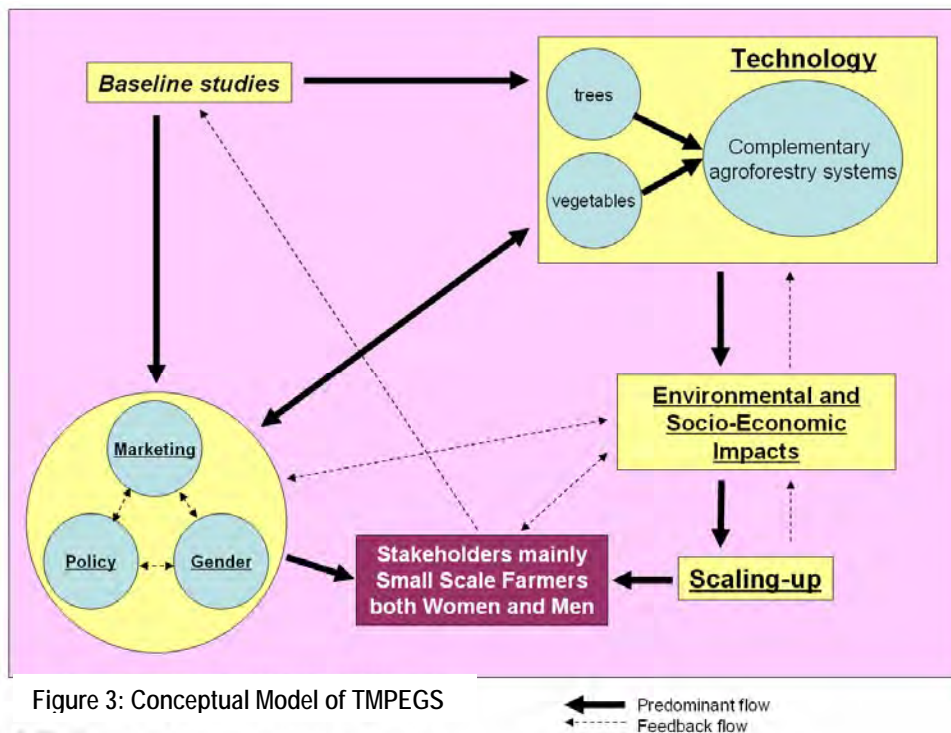 Baseline studies
Technology
trees
vegetables
Complementary
agroforestry systems
Marketing
Policy
Gender
Environmental and
Socio-Economic
Impacts
Stakeholders mainly
Small Scale Farmers
both Women and Men
Scaling-up
Figure 3: Conceptual Model of TMPEGS
Predominant flow
Feedback flow